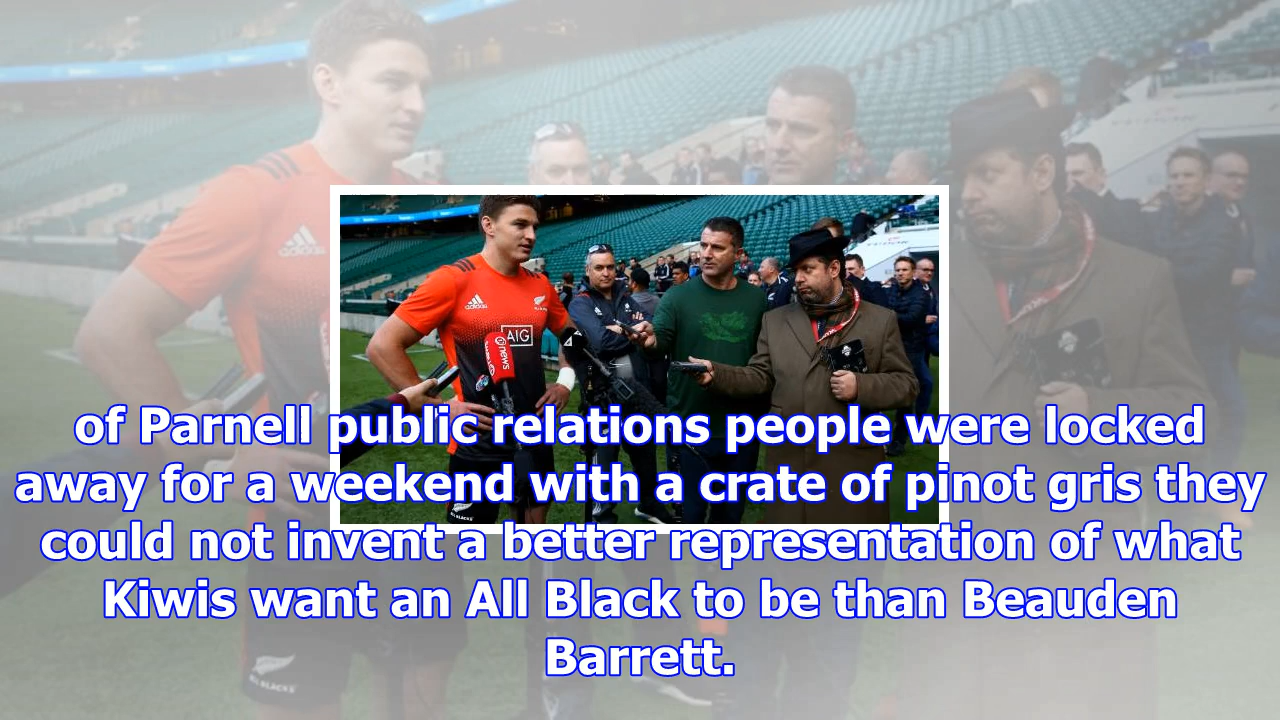 adidas
AIG
news
of Parnell public relations people were locked
away for a weekend with a crate of pinot gris they
could not invent a better representation of what
Kiwis want an All Black to be than Beauden
Barrett.
ALL BLACKS